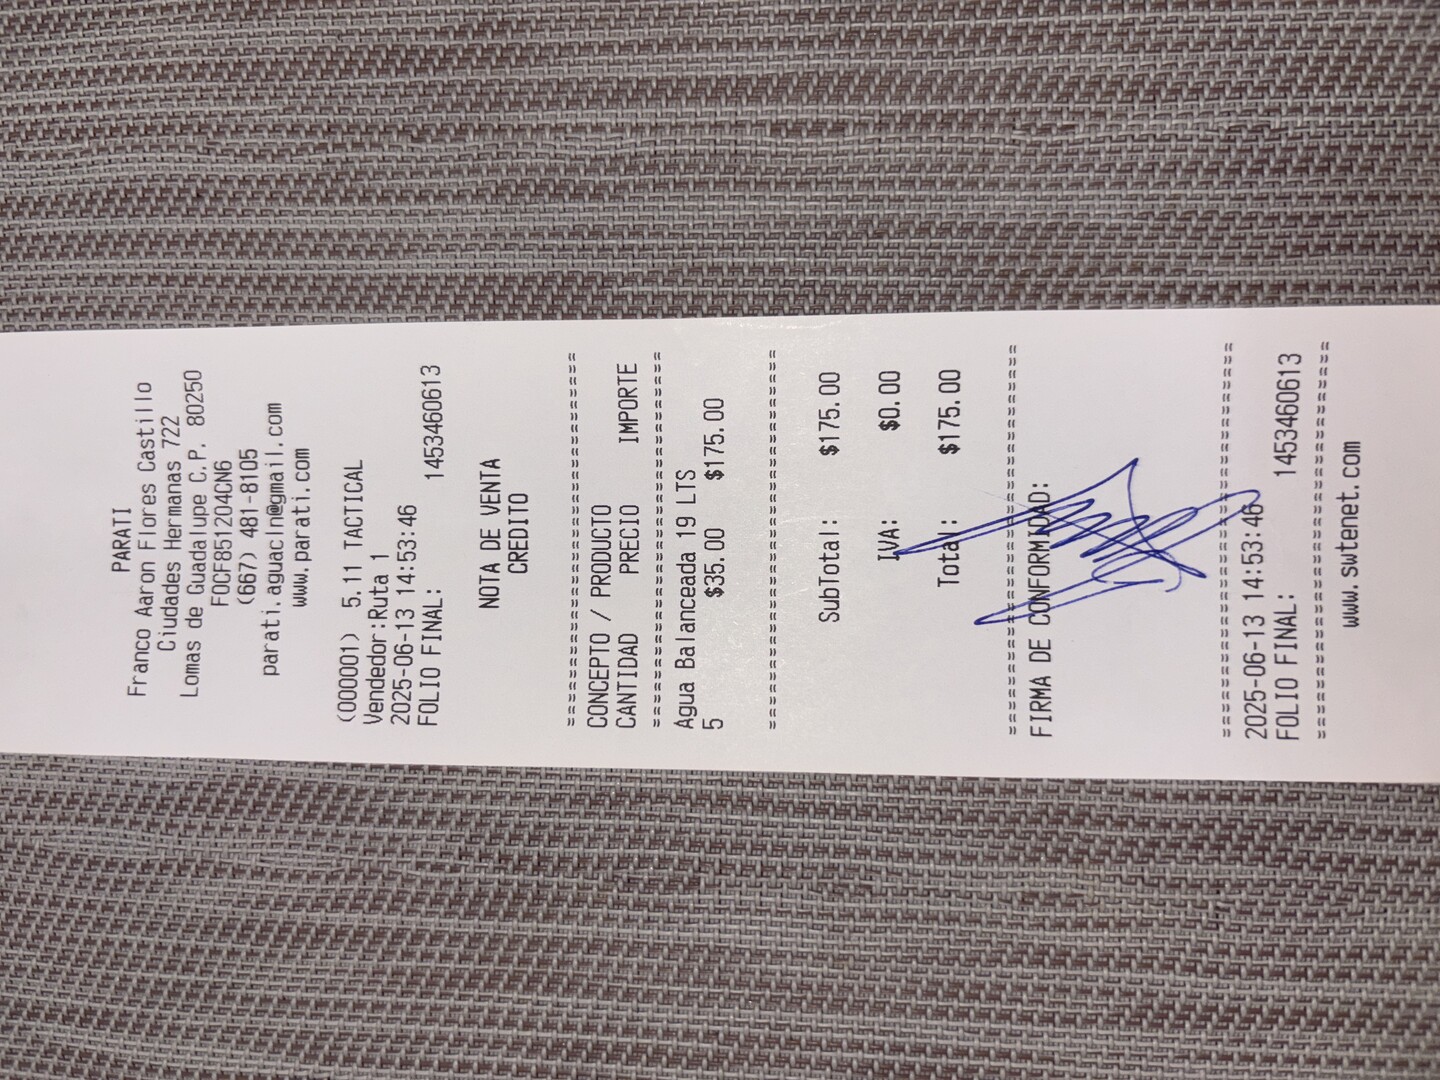 PARATI
Franco Aaron Flores Castillo
Ciudades Hermanas 722
Lomas de Guadalupe C.P. 80250
FOCF851204CN6
(667) 481-8105
parati.aguacln@gmail.com
www.parati.com
(000001) 5.11 TACTICAL
Vendedor:Ruta 1
2025-06-13 14:53:46
FOLIO FINAL: 1453460613
NOTA DE VENTA
CREDITO
================================
CONCEPTO / PRODUCTO
CANTIDAD PRECIO IMPORTE
================================
Agua Balanceada 19 LTS
5 $35.00 $175.00
================================
SubTotal: $175.00
IVA: $0.00
Total: $175.00
================================
FIRMA DE CONFORMIDAD:
================================
2025-06-13 14:53:46
FOLIO FINAL: 1453460613
================================
www.swtenet.com